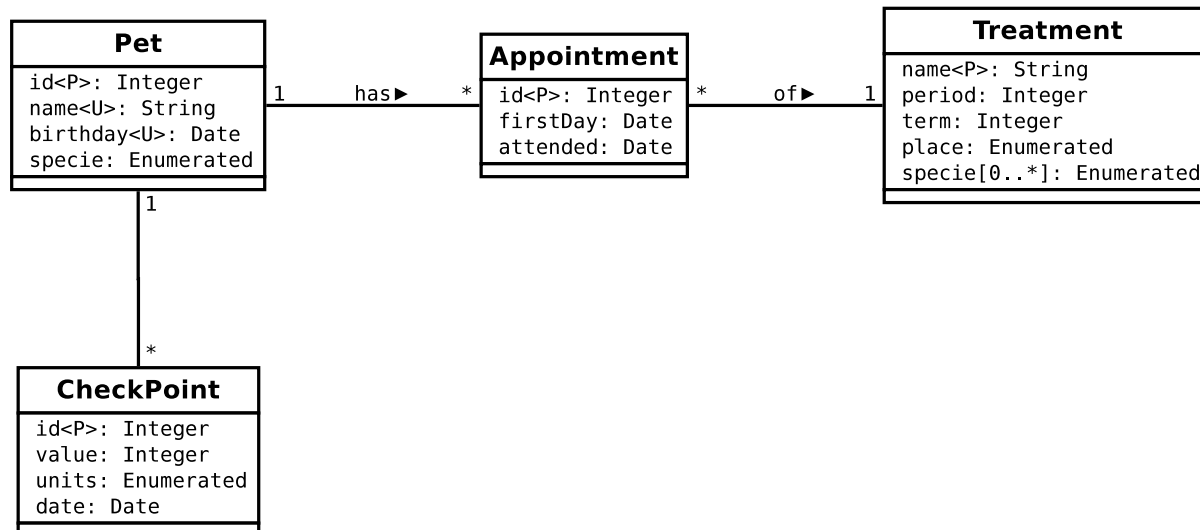 Pet
id<P>: Integer
name<U>: String
birthday<U>: Date
specie: Enumerated
1
has▶
*
Appointment
id<P>: Integer
firstDay: Date
attended: Date
*
of▶
1
Treatment
name<P>: String
period: Integer
term: Integer
place: Enumerated
specie[0..*]: Enumerated
1
*
CheckPoint
id<P>: Integer
value: Integer
units: Enumerated
date: Date